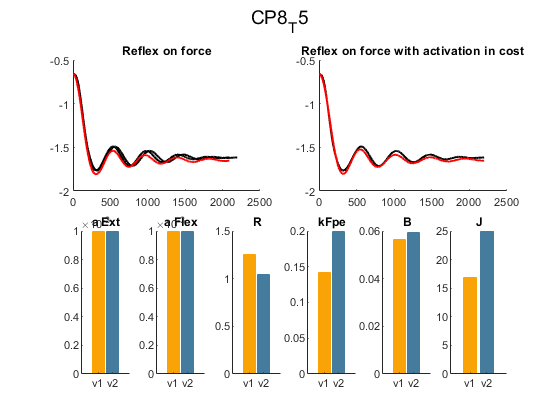 CP8_T5
Reflex on force
Reflex on force with activation in cost
-0.5
-1
-1.5
-2
0 500 1000 1500 2000 2500
-0.5
-1
-1.5
-2
0 500 1000 1500 2000 2500
a Ext
1
0.8
0.6
0.4
0.2
0
v1 v2
a Flex
1
0.8
0.6
0.4
0.2
0
v1 v2
R
1.5
1
0.5
0
v1 v2
kFpe
0.2
0.15
0.1
0.05
0
v1 v2
B
0.06
0.04
0.02
0
v1 v2
J
25
20
15
10
5
0
v1 v2